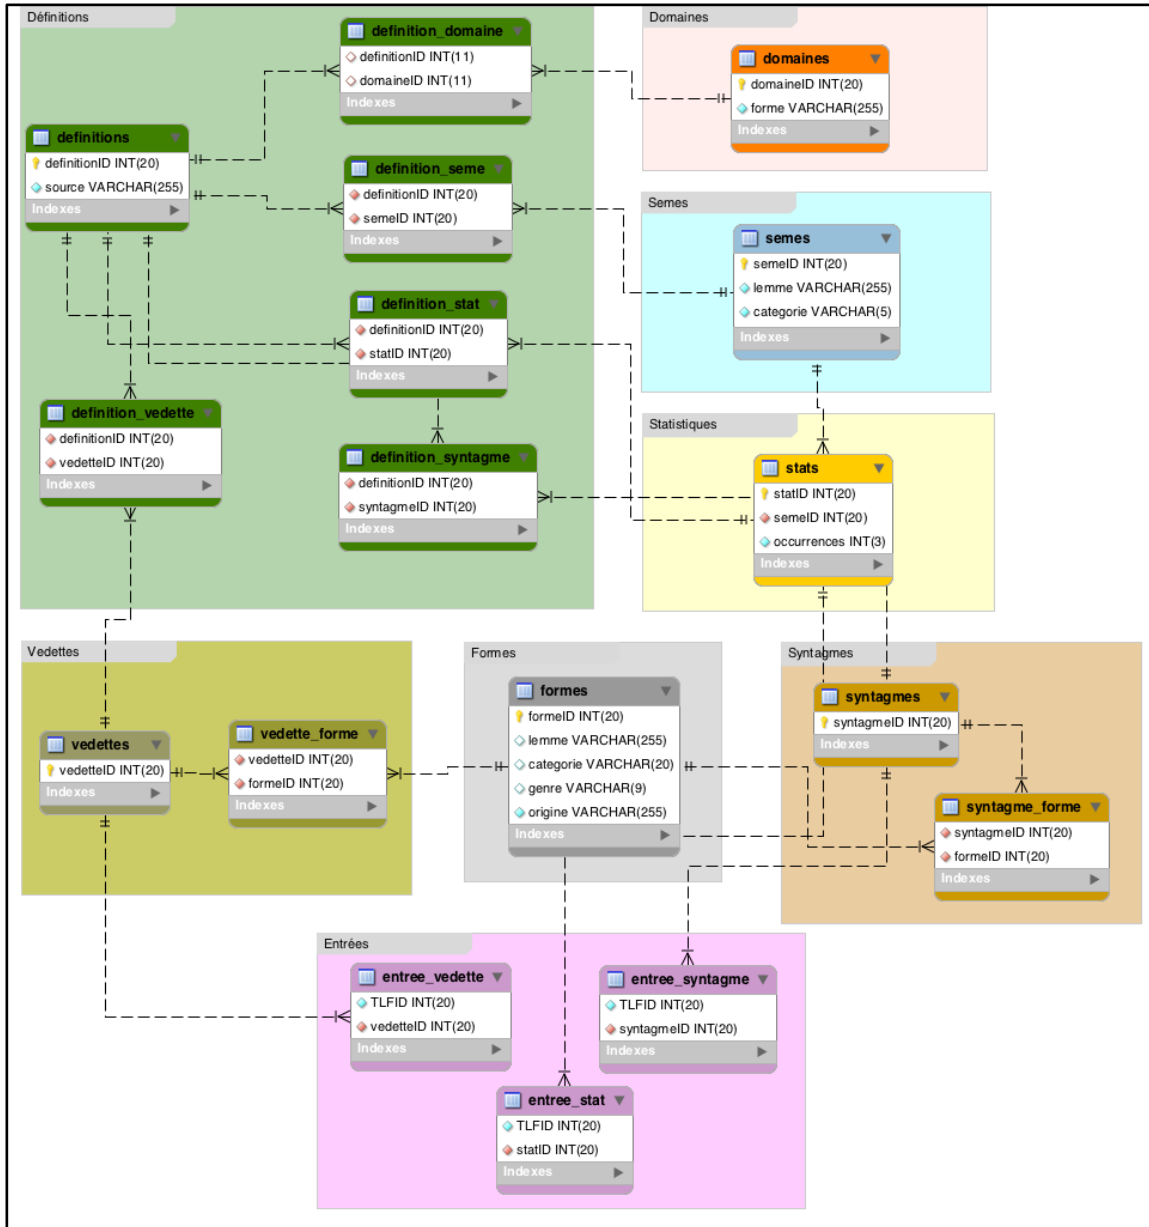 Définitions
definition_domaine
definitionID INT(11)
domaineID INT(11)
Indexes
definitions
definitionID INT(20)
source VARCHAR(255)
Indexes
definition_seme
definitionID INT(20)
semeID INT(20)
Indexes
definition_stat
definitionID INT(20)
statID INT(20)
Indexes
definition_vedette
definitionID INT(20)
vedetteID INT(20)
Indexes
definition_syntagme
definitionID INT(20)
syntagmeID INT(20)
Indexes
Domaines
domaines
domaineID INT(20)
forme VARCHAR(255)
Indexes
Semes
semes
semeID INT(20)
lemme VARCHAR(255)
categorie VARCHAR(5)
Indexes
Statistiques
stats
statID INT(20)
semeID INT(20)
occurrences INT(3)
Indexes
Vedettes
vedettes
vedetteID INT(20)
Indexes
vedette_forme
vedetteID INT(20)
formeID INT(20)
Indexes
Formes
formes
formeID INT(20)
lemme VARCHAR(255)
categorie VARCHAR(20)
genre VARCHAR(9)
origine VARCHAR(255)
Indexes
Syntagmes
syntagmes
syntagmeID INT(20)
Indexes
syntagme_forme
syntagmeID INT(20)
formeID INT(20)
Indexes
Entrées
entree_vedette
TLFID INT(20)
vedetteID INT(20)
Indexes
entree_syntagme
TLFID INT(20)
syntagmeID INT(20)
Indexes
entree_stat
TLFID INT(20)
statID INT(20)
Indexes